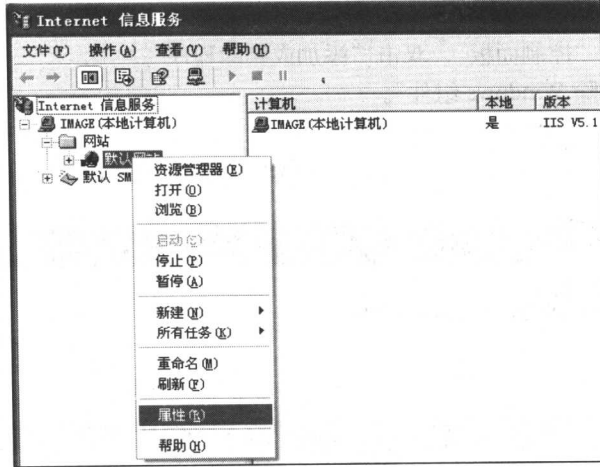 Internet 信息服务
文件(F) 操作(A) 查看(V) 帮助(H)
Internet 信息服务
计算机 本地 版本
IMAGE(本地计算机)
IMAGE(本地计算机) 是 IIS V5.1
网站
默认网站
默认 SM
资源管理器(E)
打开(O)
浏览(B)
启动(S)
停止(P)
暂停(A)
新建(N)
所有任务(K)
重命名(M)
刷新(F)
属性(R)
帮助(H)